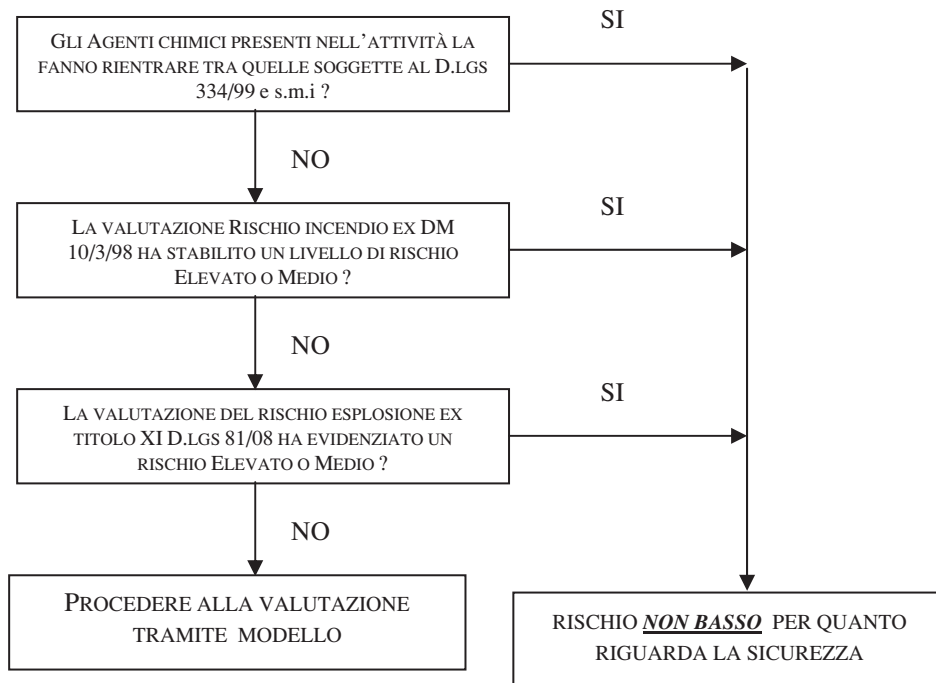 SI
GLI AGENTI CHIMICI PRESENTI NELL'ATTIVITÀ LA
FANNO RIENTRARE TRA QUELLE SOGGETTE AL D.LGS
334/99 e s.m.i ?
NO
SI
LA VALUTAZIONE RISCHIO INCENDIO EX DM
10/3/98 HA STABILITO UN LIVELLO DI RISCHIO
ELEVATO O MEDIO ?
NO
SI
LA VALUTAZIONE DEL RISCHIO ESPLOSIONE EX
TITOLO XI D.LGS 81/08 HA EVIDENZIATO UN
RISCHIO ELEVATO O MEDIO ?
NO
PROCEDERE ALLA VALUTAZIONE
TRAMITE MODELLO
RISCHIO NON BASSO PER QUANTO
RIGUARDA LA SICUREZZA